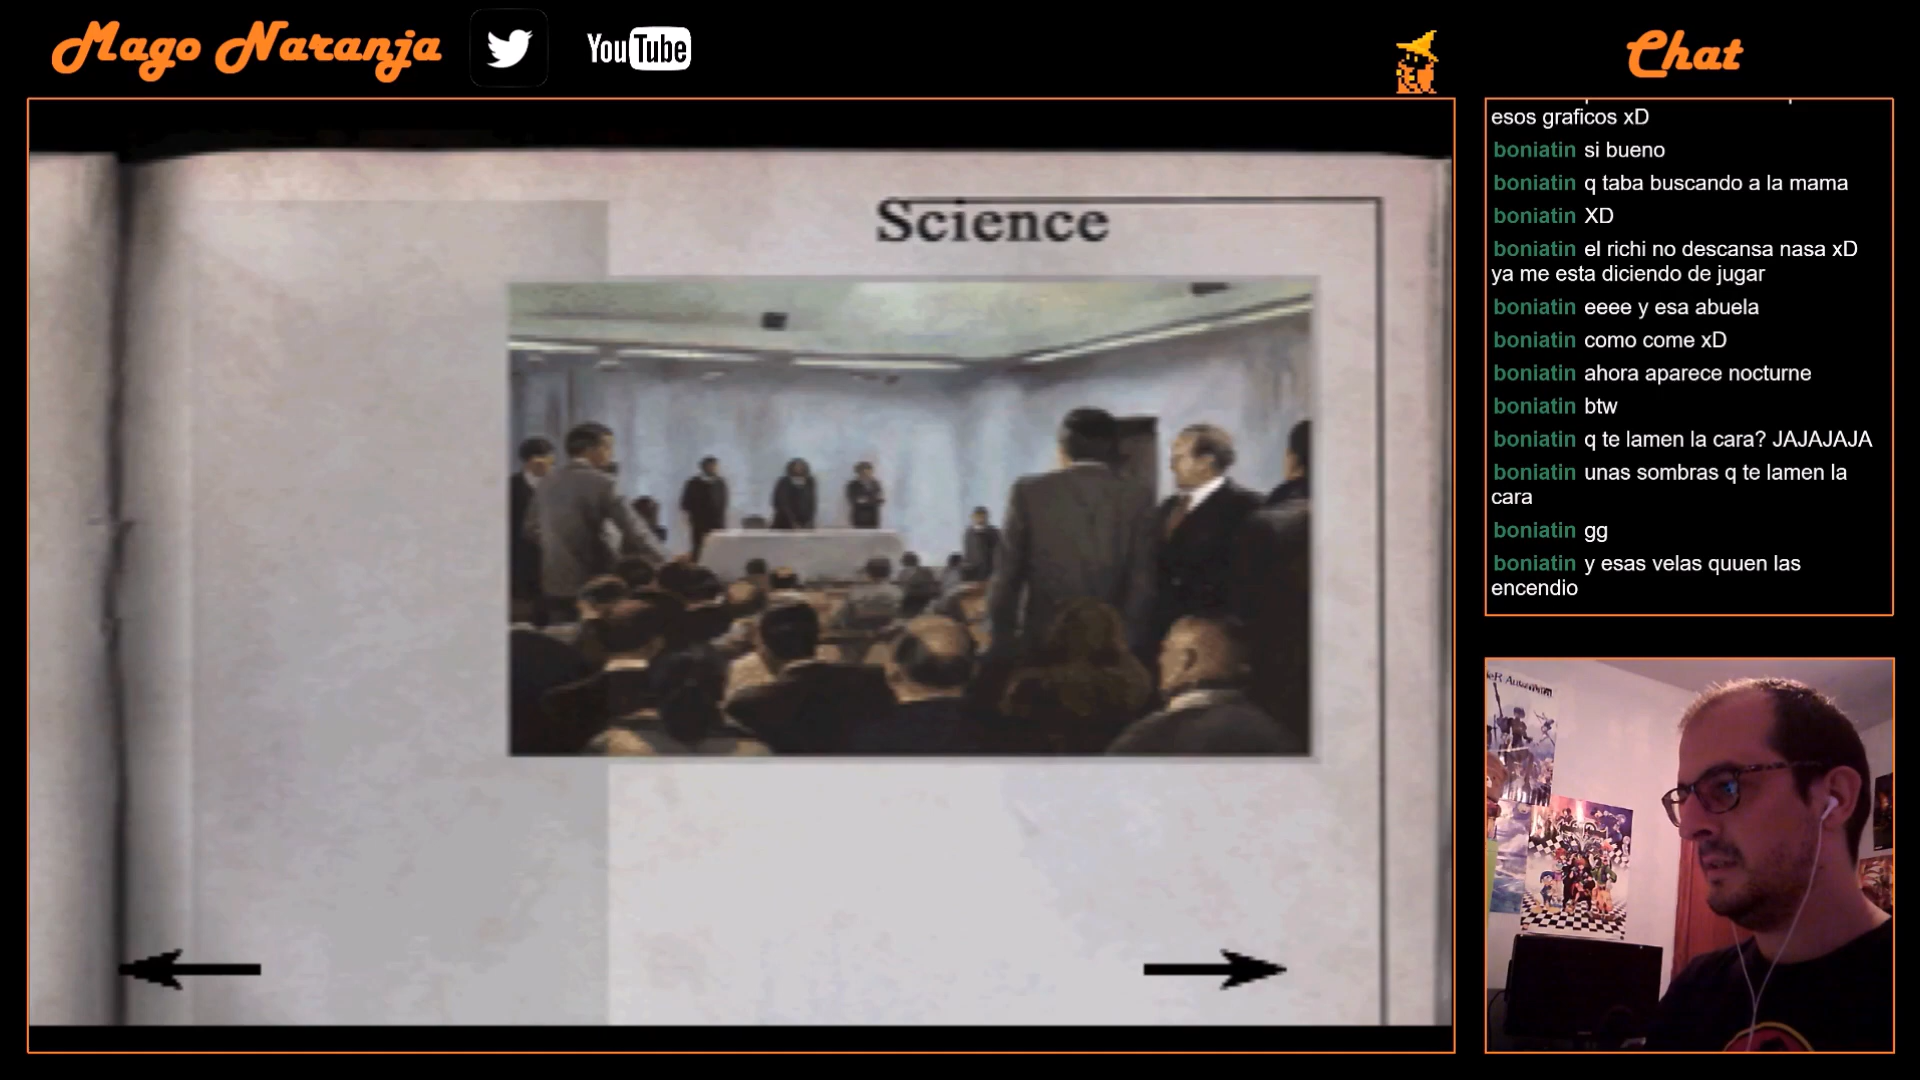 Mago Naranja
YouTube
Chat
esos graficos xD
boniatin si bueno
boniatin q taba buscando a la mama
boniatin XD
boniatin el richi no descansa nasa xD
ya me esta diciendo de jugar
boniatin eeee y esa abuela
boniatin como come xD
boniatin ahora aparece nocturne
boniatin btw
boniatin q te lamen la cara? JAJAJAJA
boniatin unas sombras q te lamen la
cara
boniatin gg
boniatin y esas velas quuen las
encendio
Science